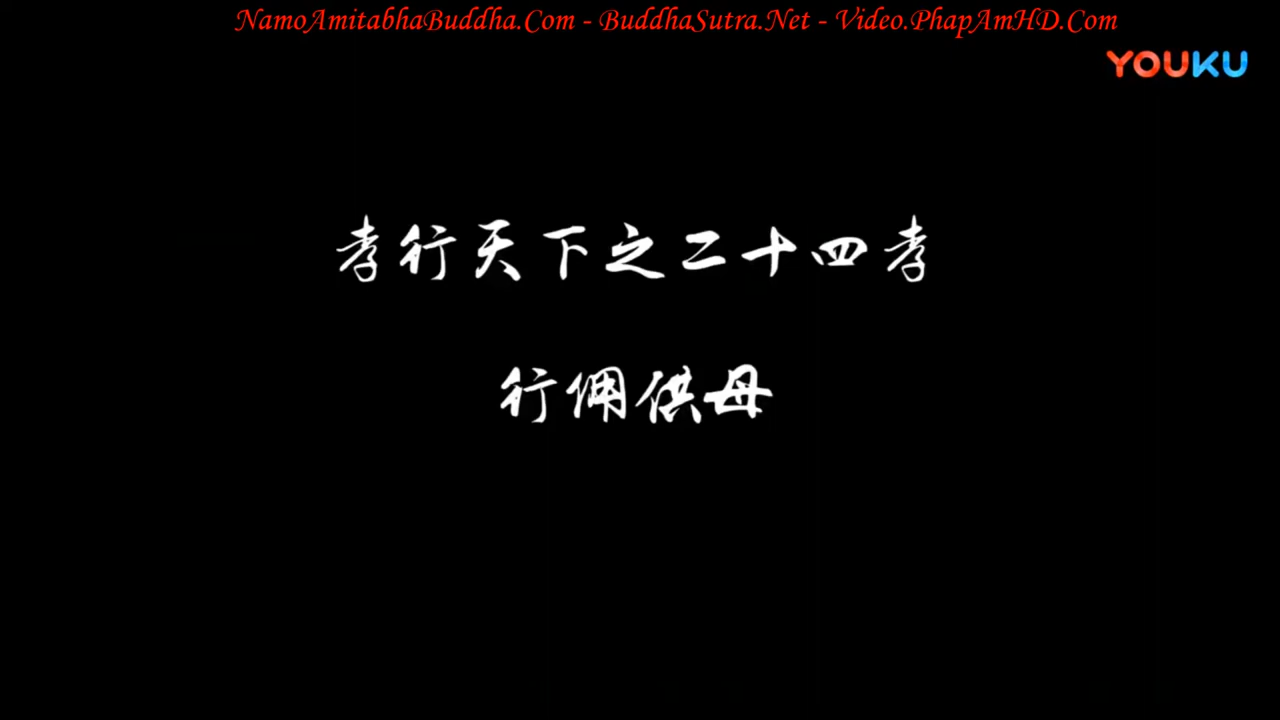 NamoAmitabhaBuddha.Com - BuddhaSutra.Net - Video.PhapAmHD.Com
YOUKU
孝行天下之二十四孝
行佣供母